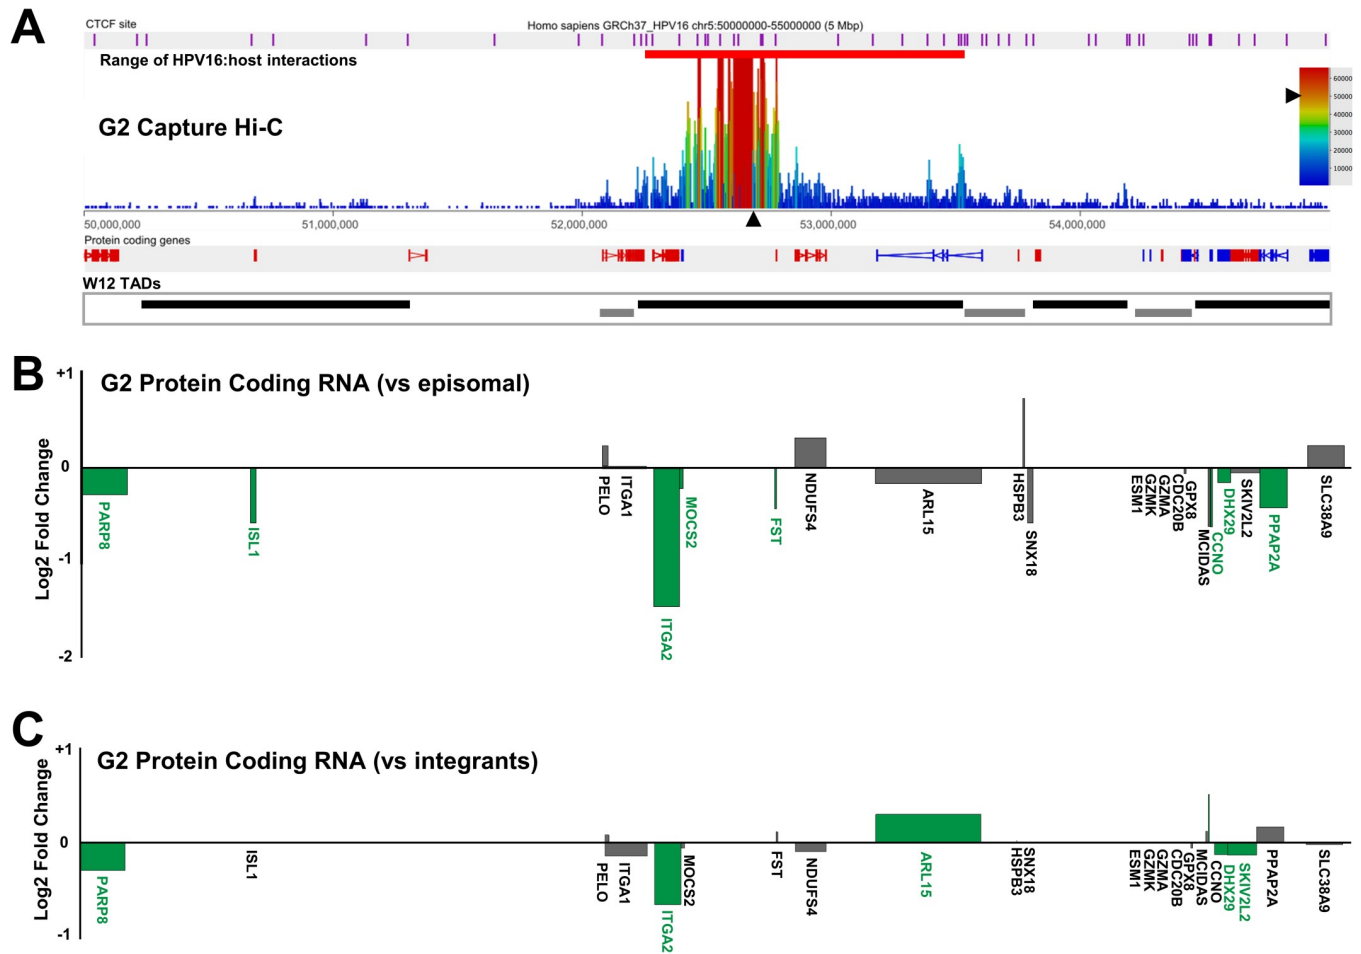 A
CTCF site
Homo sapiens GRCh37_HPV16 chr5:50000000-55000000 (5 Mbp)
Range of HPV16:host interactions
G2 Capture Hi-C
60000
50000
40000
30000
20000
10000
50,000,000
51,000,000
52,000,000
53,000,000
54,000,000
Protein coding genes
W12 TADs
B
G2 Protein Coding RNA (vs episomal)
Log2 Fold Change
+1
0
-1
-2
PARP8
ISL1
PELO
ITGA1
ITGA2
MOCS2
FST
NDUFS4
ARL15
HSPB3
SNX18
ESM1
GZMK
GZMA
CDC20B
GPX8
MCIDAS
CCNO
DHX29
SKIV2L2
PPAP2A
SLC38A9
C
G2 Protein Coding RNA (vs integrants)
Log2 Fold Change
+1
0
-1
PARP8
ISL1
PELO
ITGA1
ITGA2
MOCS2
FST
NDUFS4
ARL15
HSPB3
SNX18
ESM1
GZMK
GZMA
CDC20B
GPX8
MCIDAS
CCNO
DHX29
SKIV2L2
PPAP2A
SLC38A9